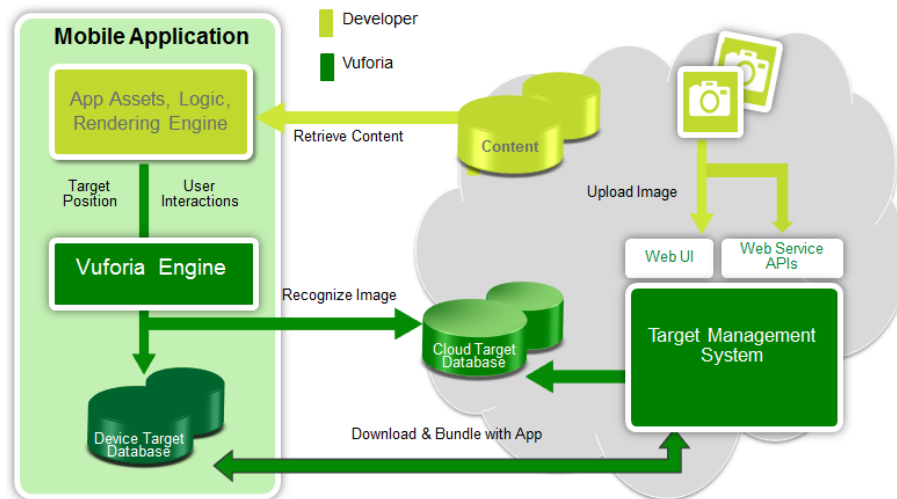 Mobile Application
Developer
Vuforia
App Assets, Logic,
Rendering Engine
Retrieve Content
Content
Target
Position
User
Interactions
Upload Image
Vuforia Engine
Web UI
Web Service
APIs
Recognize Image
Cloud Target
Database
Target Management
System
Device Target
Database
Download & Bundle with App